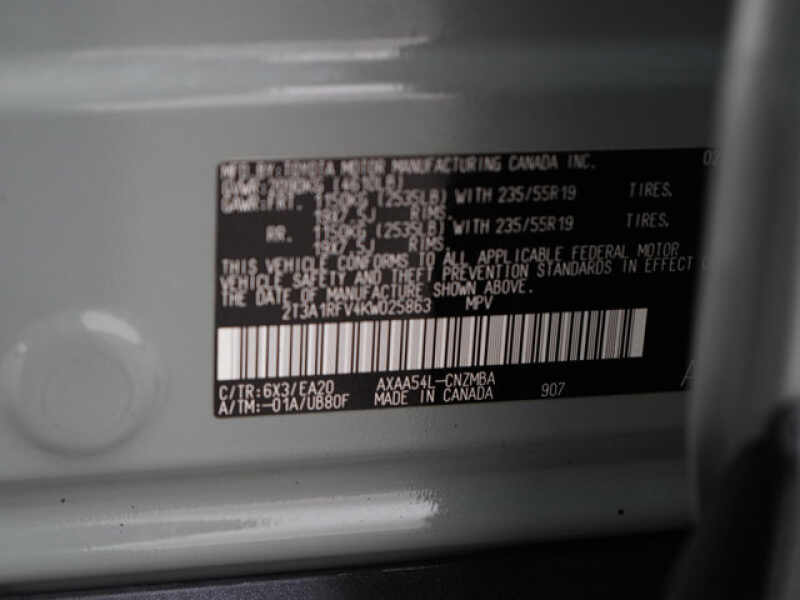 MFD BY: TOYOTA MOTOR MANUFACTURING CANADA INC. 02
GVWR: (4610LB)
GAWR: FRT. 1150KG (2535LB) WITH 235/55R19 TIRES.
19X7.5J RIMS.
RR. 1150KG (2535LB) WITH 235/55R19 TIRES.
19X7.5J RIMS.
THIS VEHICLE CONFORMS TO ALL APPLICABLE FEDERAL MOTOR
VEHICLE SAFETY AND THEFT PREVENTION STANDARDS IN EFFECT
THE DATE OF MANUFACTURE SHOWN ABOVE.
2T3A1RFV4KW025863 MPV
C/TR:6X3/EA20 AXAA54L-CNZMBA
A/TM:-01A/UB80F MADE IN CANADA 907 A